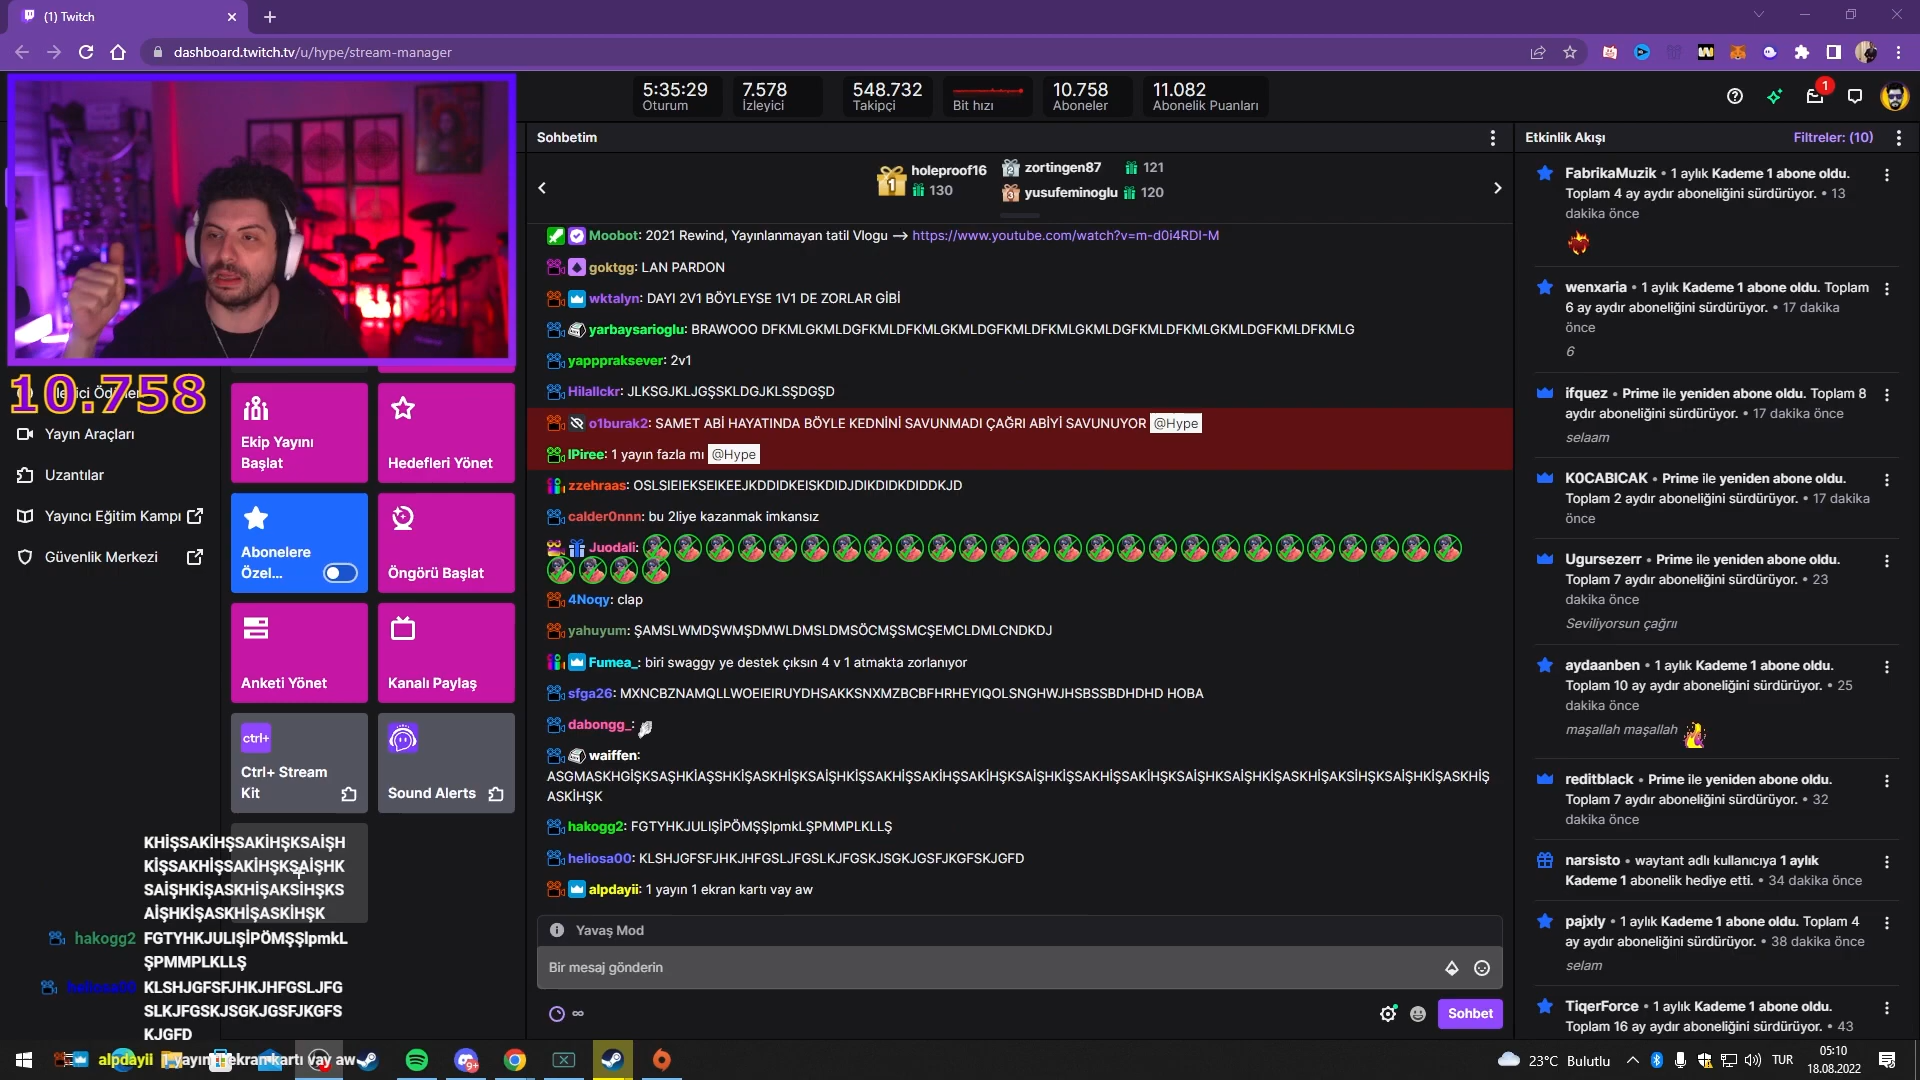 (1) Twitch
dashboard.twitch.tv/u/hype/stream-manager
5:35:29
Oturum
7.578
İzleyici
548.732
Takipçi
Bit hızı
10.758
Aboneler
11.082
Abonelik Puanları
1
Sohbetim
1
holeproof16
130
2
zortingen87
121
3
yusufeminoglu
120
Moobot: 2021 Rewind, Yayınlanmayan tatil Vlogu --> https://www.youtube.com/watch?v=m-d0i4RDI-M
goktgg: LAN PARDON
wktalyn: DAYI 2V1 BÖYLEYSE 1V1 DE ZORLAR GİBİ
yarbaysarioglu: BRAWOOO DFKMLGKMLDGFKMLDFKMLGKMLDGFKMLDFKMLGKMLDGFKMLDFKMLGKMLDGFKMLDFKMLG
yapppraksever: 2v1
Hilallckr: JLKSGJKLJGŞSKLDGJKLSŞDGŞD
o1burak2: SAMET ABİ HAYATINDA BÖYLE KEDNİNİ SAVUNMADI ÇAĞRI ABİYİ SAVUNUYOR @Hype
IPiree: 1 yayın fazla mı @Hype
zzehraas: OSLSIEIEKSEIKEEJKDDIDKEISKDIDJDIKDIDKDIDDKJD
calder0nnn: bu 2liye kazanmak imkansız
Juodali:
4Noqy: clap
yahuyum: ŞAMSLWMDŞWMŞDMWLDMSLDMSÖCMŞSMCŞEMCLDMLCNDKDJ
Fumea_: biri swaggy ye destek çıksın 4 v 1 atmakta zorlanıyor
sfga26: MXNCBZNAMQLLWOEIEIRUYDHSAKKSNXMZBCBFHRHEYIQOLSNGHWJHSBSSBDHDHD HOBA
dabongg_:
waiffen:
ASGMASKHGİŞKSAŞHKİAŞSHKİŞASKHİŞKSAİŞHKİŞSAKHİŞSAKİHŞSAKİHŞKSAİŞHKİŞSAKHİŞSAKİHŞKSAİŞHKSAİŞHKİŞASKHİŞAKSİHŞKSAİŞHKİŞASKHİŞ
ASKİHŞK
hakogg2: FGTYHKJULIŞİPÖMŞŞlpmkLŞPMMPLKLLŞ
heliosa00: KLSHJGFSFJHKJHFGSLJFGSLKJFGSKJSGKJGSFJKGFSKJGFD
alpdayii: 1 yayın 1 ekran kartı vay aw
Yavaş Mod
Bir mesaj gönderin
Sohbet
10.758
Yayın Araçları
Uzantılar
Yayıncı Eğitim Kampı
Güvenlik Merkezi
Ekip Yayını
Başlat
Hedefleri Yönet
Abonelere
Özel...
Öngörü Başlat
Anketi Yönet
Kanalı Paylaş
ctrl+
Ctrl+ Stream
Kit
Sound Alerts
KHİŞSAKİHŞSAKİHŞKSAİŞH
KİŞSAKHİŞSAKİHŞKSAİŞHK
SAİŞHKİŞASKHİŞAKSİHŞKS
AİŞHKİŞASKHİŞASKİHŞK
hakogg2 FGTYHKJULIŞİPÖMŞŞlpmkL
ŞPMMPLKLLŞ
heliosa00 KLSHJGFSFJHKJHFGSLJFG
SLKJFGSKJSGKJGSFJKGFS
KJGFD
alpdayii 1 yayın 1 ekran kartı vay aw
Etkinlik Akışı
Filtreler: (10)
FabrikaMuzik • 1 aylık Kademe 1 abone oldu.
Toplam 4 ay aydır aboneliğini sürdürüyor. • 13
dakika önce
wenxaria • 1 aylık Kademe 1 abone oldu. Toplam
6 ay aydır aboneliğini sürdürüyor. • 17 dakika
önce
6
ifquez • Prime ile yeniden abone oldu. Toplam 8
aydır aboneliğini sürdürüyor. • 17 dakika önce
selaam
K0CABICAK • Prime ile yeniden abone oldu.
Toplam 2 aydır aboneliğini sürdürüyor. • 17 dakika
önce
Ugursezerr • Prime ile yeniden abone oldu.
Toplam 7 aydır aboneliğini sürdürüyor. • 23
dakika önce
Seviliyorsun çağrıı
aydaanben • 1 aylık Kademe 1 abone oldu.
Toplam 10 ay aydır aboneliğini sürdürüyor. • 25
dakika önce
maşallah maşallah
reditblack • Prime ile yeniden abone oldu.
Toplam 7 aydır aboneliğini sürdürüyor. • 32
dakika önce
narsisto • waytant adlı kullanıcıya 1 aylık
Kademe 1 abonelik hediye etti. • 34 dakika önce
pajxly • 1 aylık Kademe 1 abone oldu. Toplam 4
ay aydır aboneliğini sürdürüyor. • 38 dakika önce
selam
TiqerForce • 1 aylık Kademe 1 abone oldu.
Toplam 16 ay aydır aboneliğini sürdürüyor. • 43
23°C Bulutlu
TUR
05:10
18.08.2022